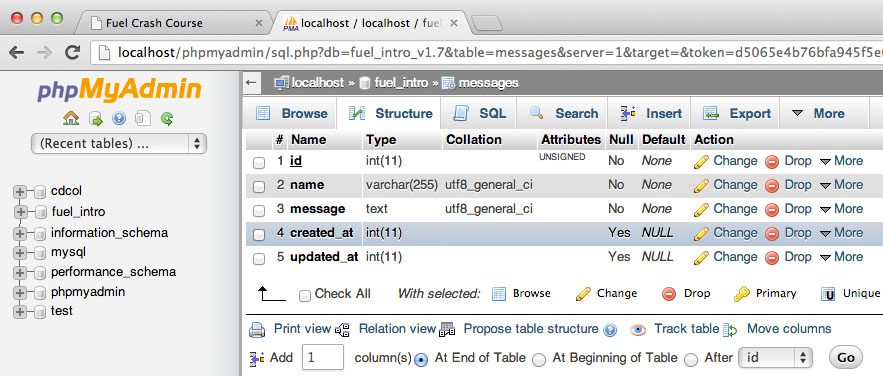 Fuel Crash Course
localhost / localhost / fue
localhost/phpmyadmin/sql.php?db=fuel_intro_v1.7&table=messages&server=1&target=&token=d5065e4b76bfa945f5e
phpMyAdmin
(Recent tables) ...
cdcol
fuel_intro
information_schema
mysql
performance_schema
phpmyadmin
test
localhost » fuel_intro » messages
Browse Structure SQL Search Insert Export More
# Name Type Collation Attributes Null Default Action
1 id int(11) UNSIGNED No None Change Drop More
2 name varchar(255) utf8_general_ci No None Change Drop More
3 message text utf8_general_ci No None Change Drop More
4 created_at int(11) Yes NULL Change Drop More
5 updated_at int(11) Yes NULL Change Drop More
Check All With selected: Browse Change Drop Primary Unique
Print view Relation view Propose table structure Track table Move columns
Add 1 column(s) At End of Table At Beginning of Table After id Go